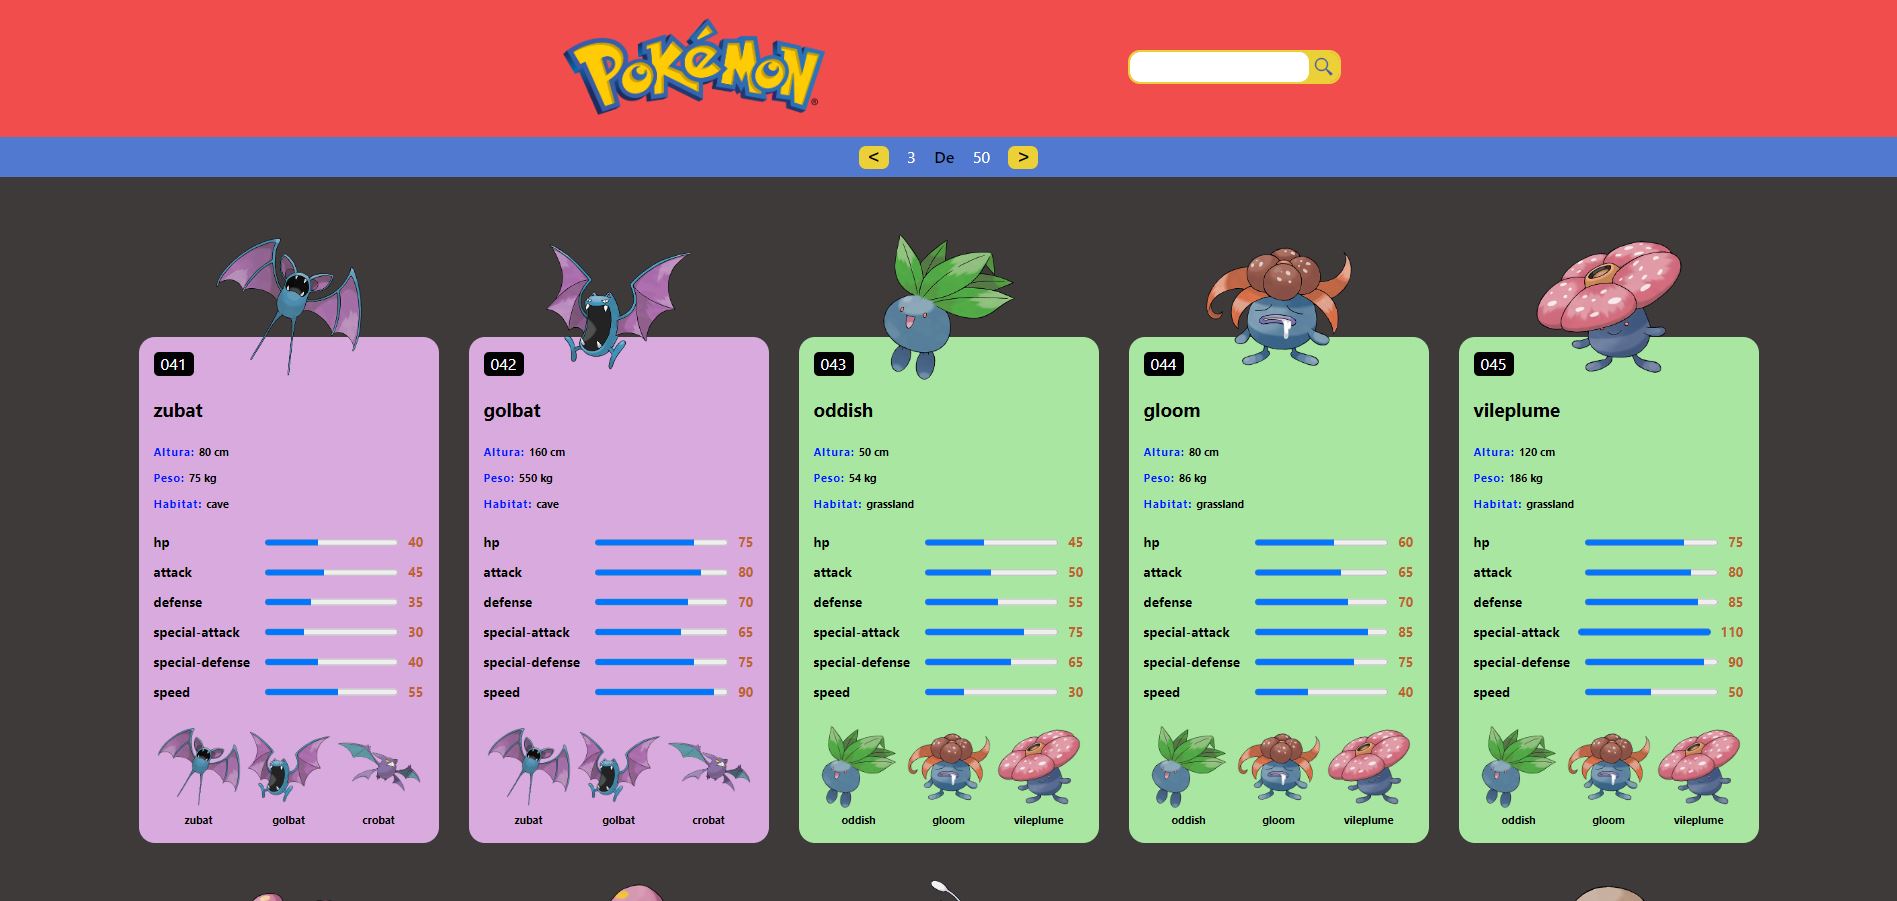 POKéMON®
< 3 De 50 >
041
zubat
Altura: 80 cm
Peso: 75 kg
Habitat: cave
hp 40
attack 45
defense 35
special-attack 30
special-defense 40
speed 55
zubat golbat crobat
042
golbat
Altura: 160 cm
Peso: 550 kg
Habitat: cave
hp 75
attack 80
defense 70
special-attack 65
special-defense 75
speed 90
zubat golbat crobat
043
oddish
Altura: 50 cm
Peso: 54 kg
Habitat: grassland
hp 45
attack 50
defense 55
special-attack 75
special-defense 65
speed 30
oddish gloom vileplume
044
gloom
Altura: 80 cm
Peso: 86 kg
Habitat: grassland
hp 60
attack 65
defense 70
special-attack 85
special-defense 75
speed 40
oddish gloom vileplume
045
vileplume
Altura: 120 cm
Peso: 186 kg
Habitat: grassland
hp 75
attack 80
defense 85
special-attack 110
special-defense 90
speed 50
oddish gloom vileplume